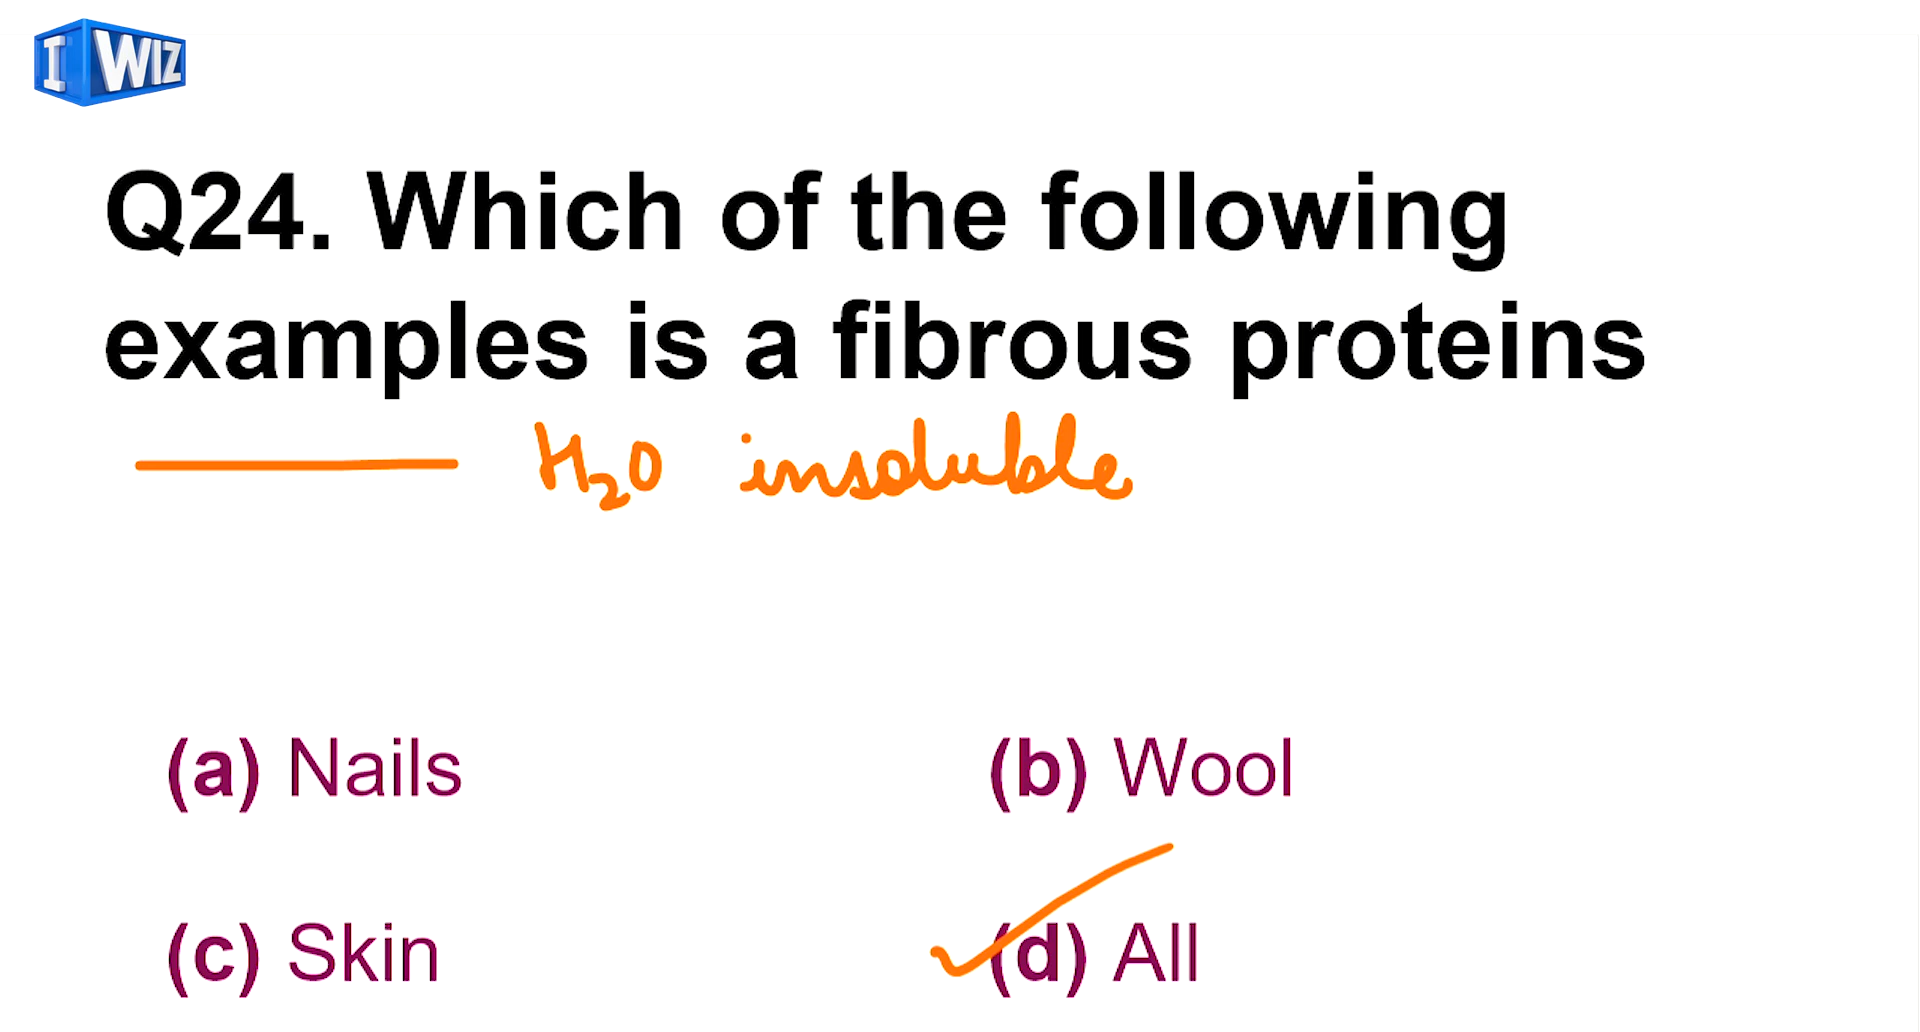 I WIZ
Q24. Which of the following
examples is a fibrous proteins
H₂O insoluble
(a) Nails
(b) Wool
(c) Skin
(d) All